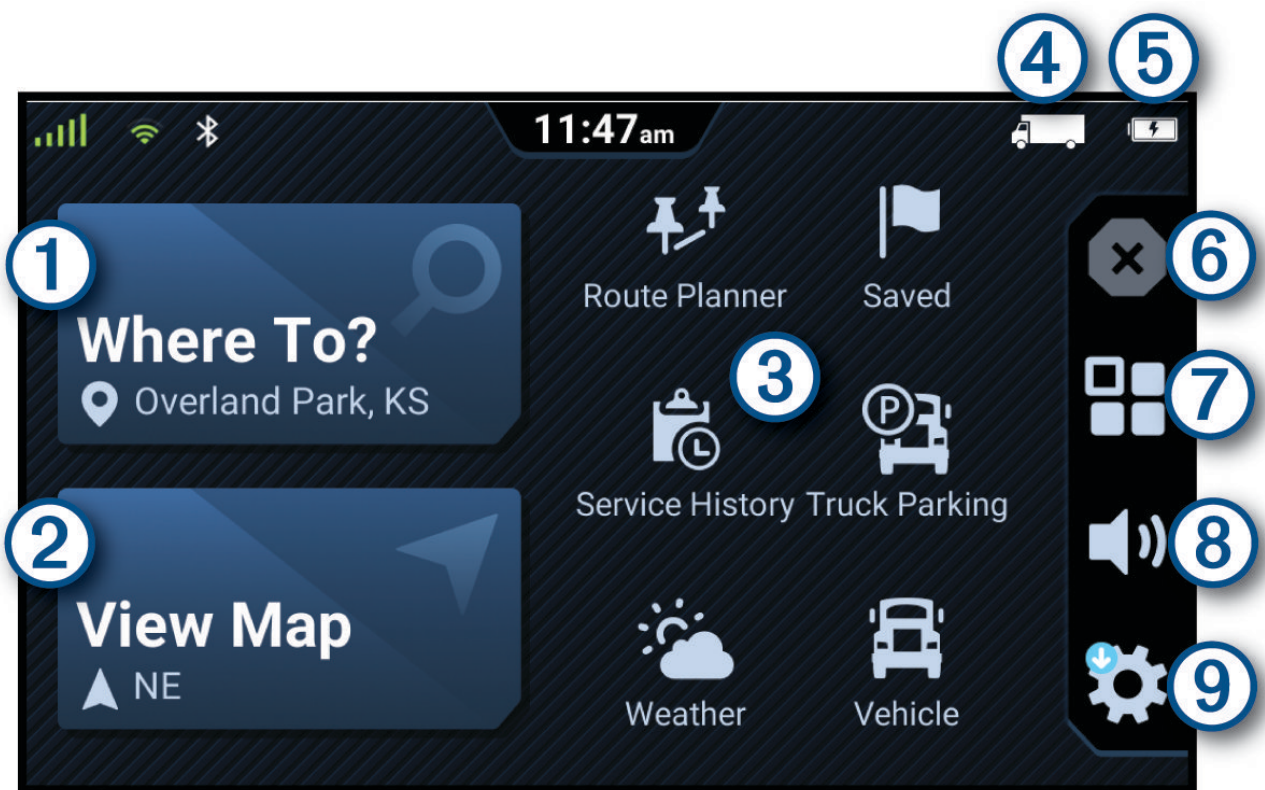 4 5
11:47am
1
Where To?
Overland Park, KS
Route Planner Saved
6
3
P
Service History Truck Parking
7
2
View Map
NE
8
Weather Vehicle
9